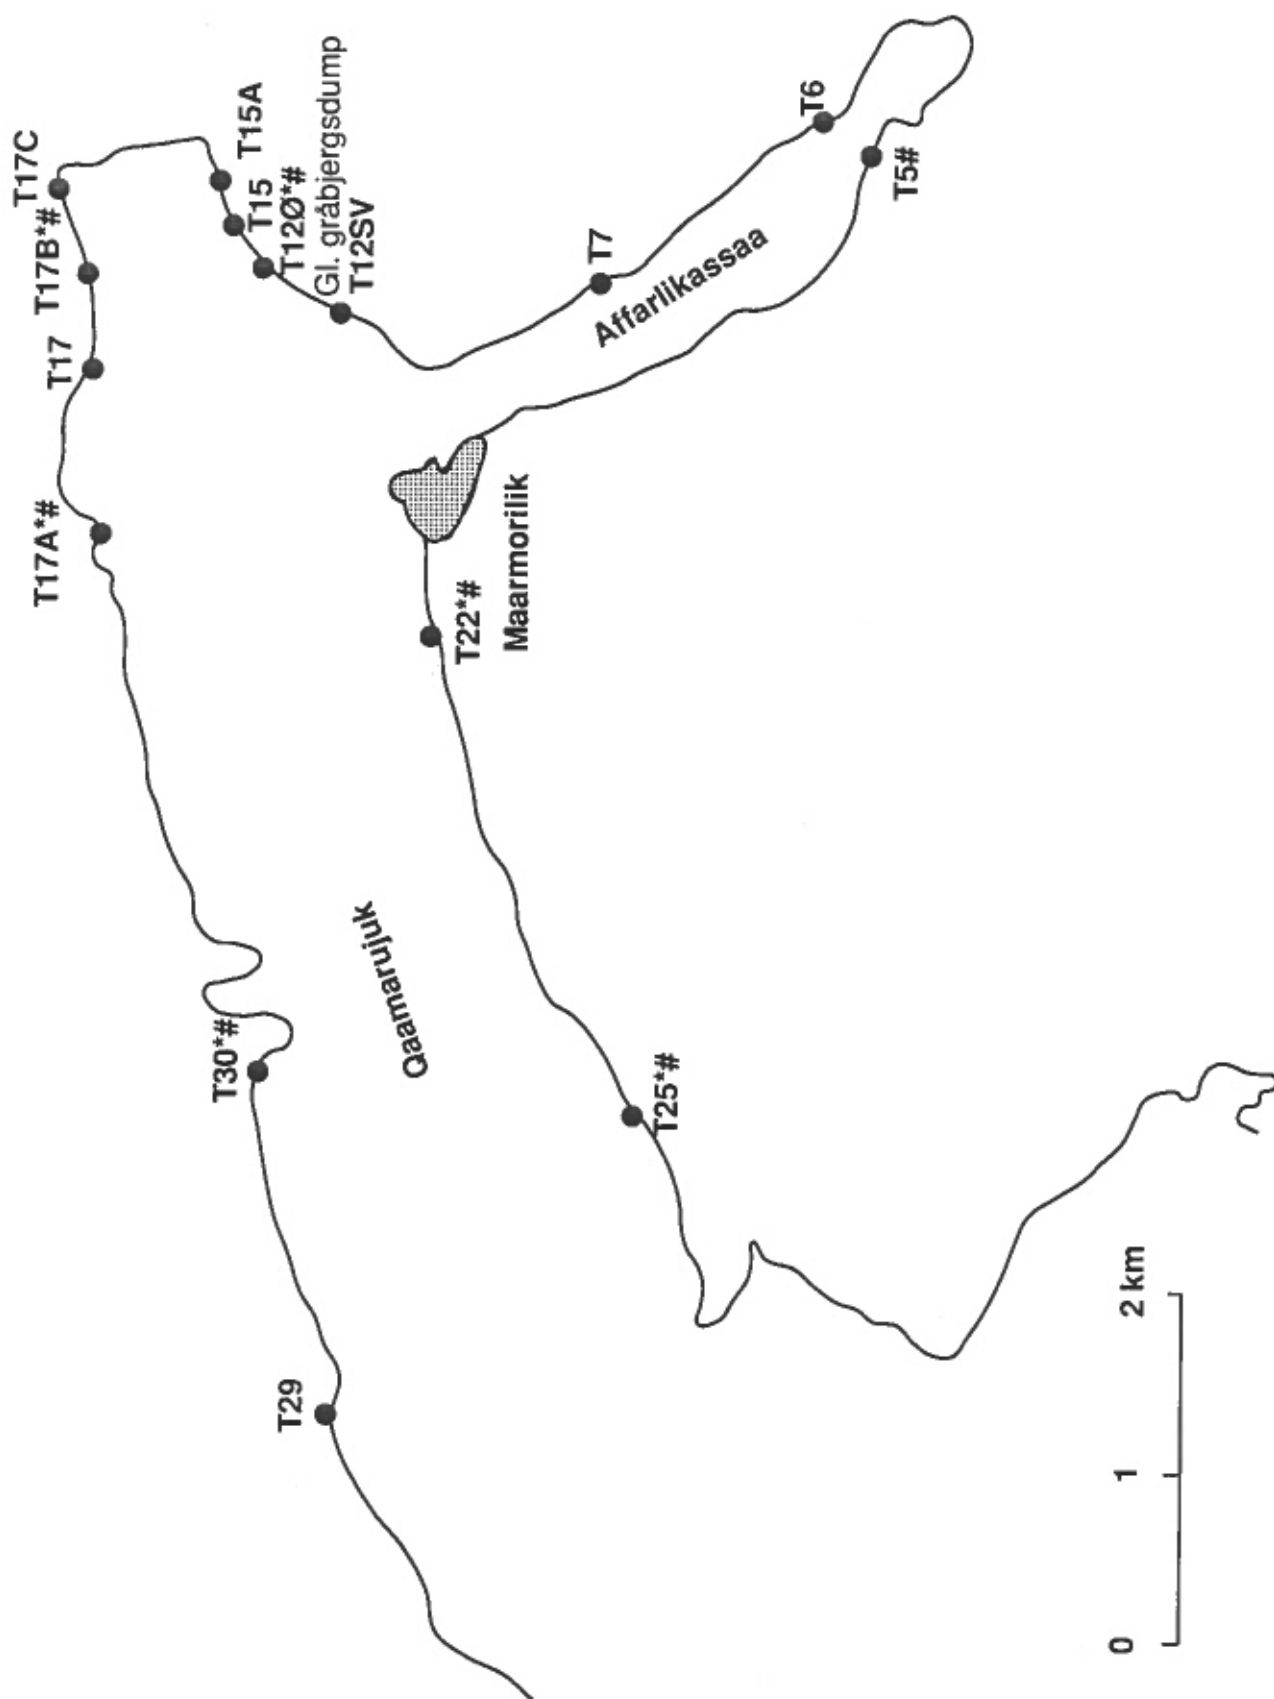 T17C
T17B*#
T17
T17A*#
T15A
T15
T12Ø*#
Gl. gråbjergsdump
T12SV
T7
T6
T5#
Affarlikassaa
Maarmorilik
T22*#
Qaamarujuk
T30*#
T25*#
T29
0
1
2 km